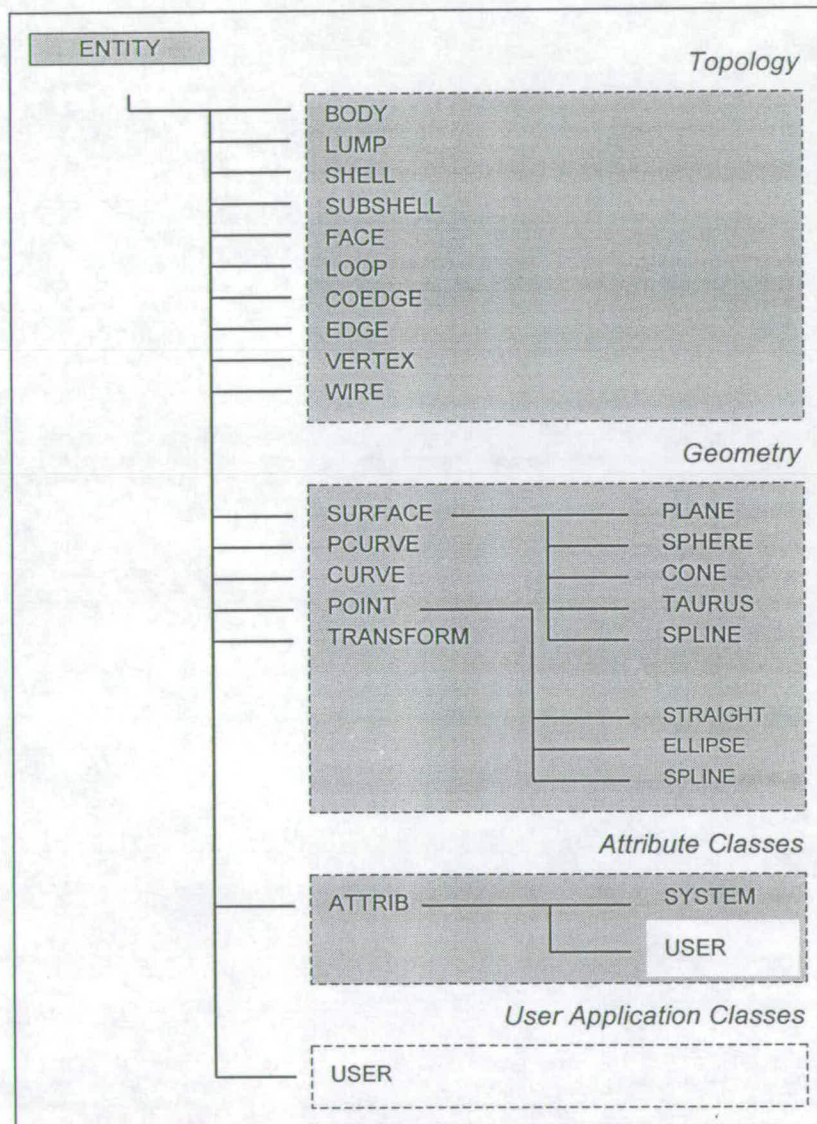 ENTITY
Topology
BODY
LUMP
SHELL
SUBSHELL
FACE
LOOP
COEDGE
EDGE
VERTEX
WIRE
Geometry
SURFACE PLANE
PCURVE SPHERE
CURVE CONE
POINT TAURUS
TRANSFORM SPLINE
STRAIGHT
ELLIPSE
SPLINE
Attribute Classes
ATTRIB SYSTEM
USER
User Application Classes
USER